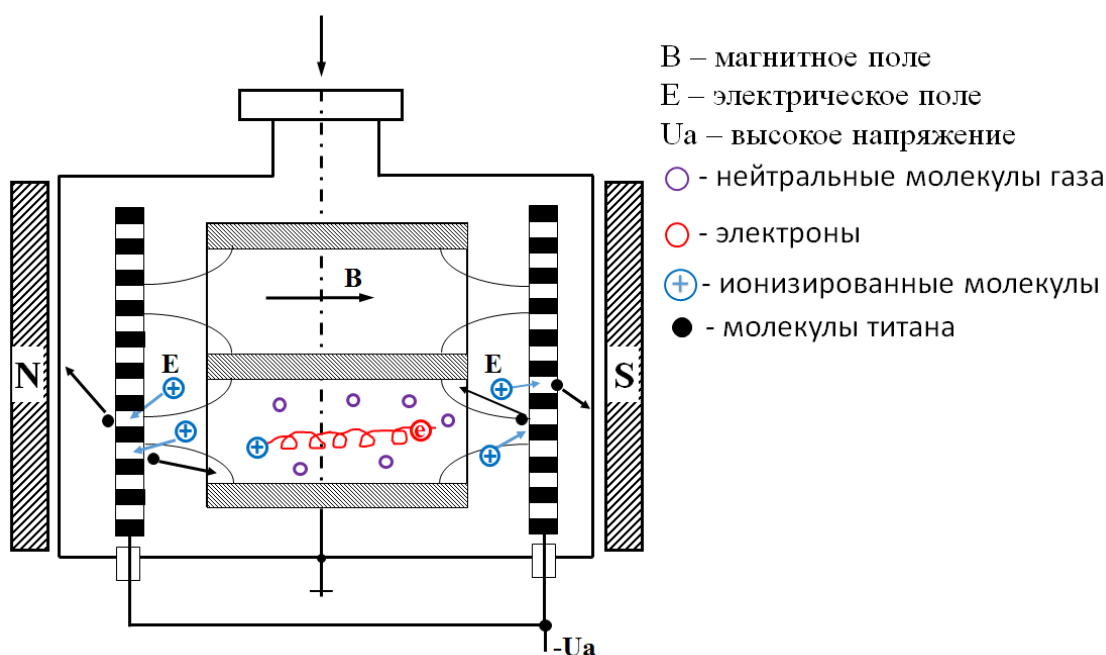 B – магнитное поле
E – электрическое поле
Ua – высокое напряжение
- нейтральные молекулы газа
- электроны
+ - ионизированные молекулы
- молекулы титана
B
N
E
E
S
+
+
+
+
+
e
-Ua